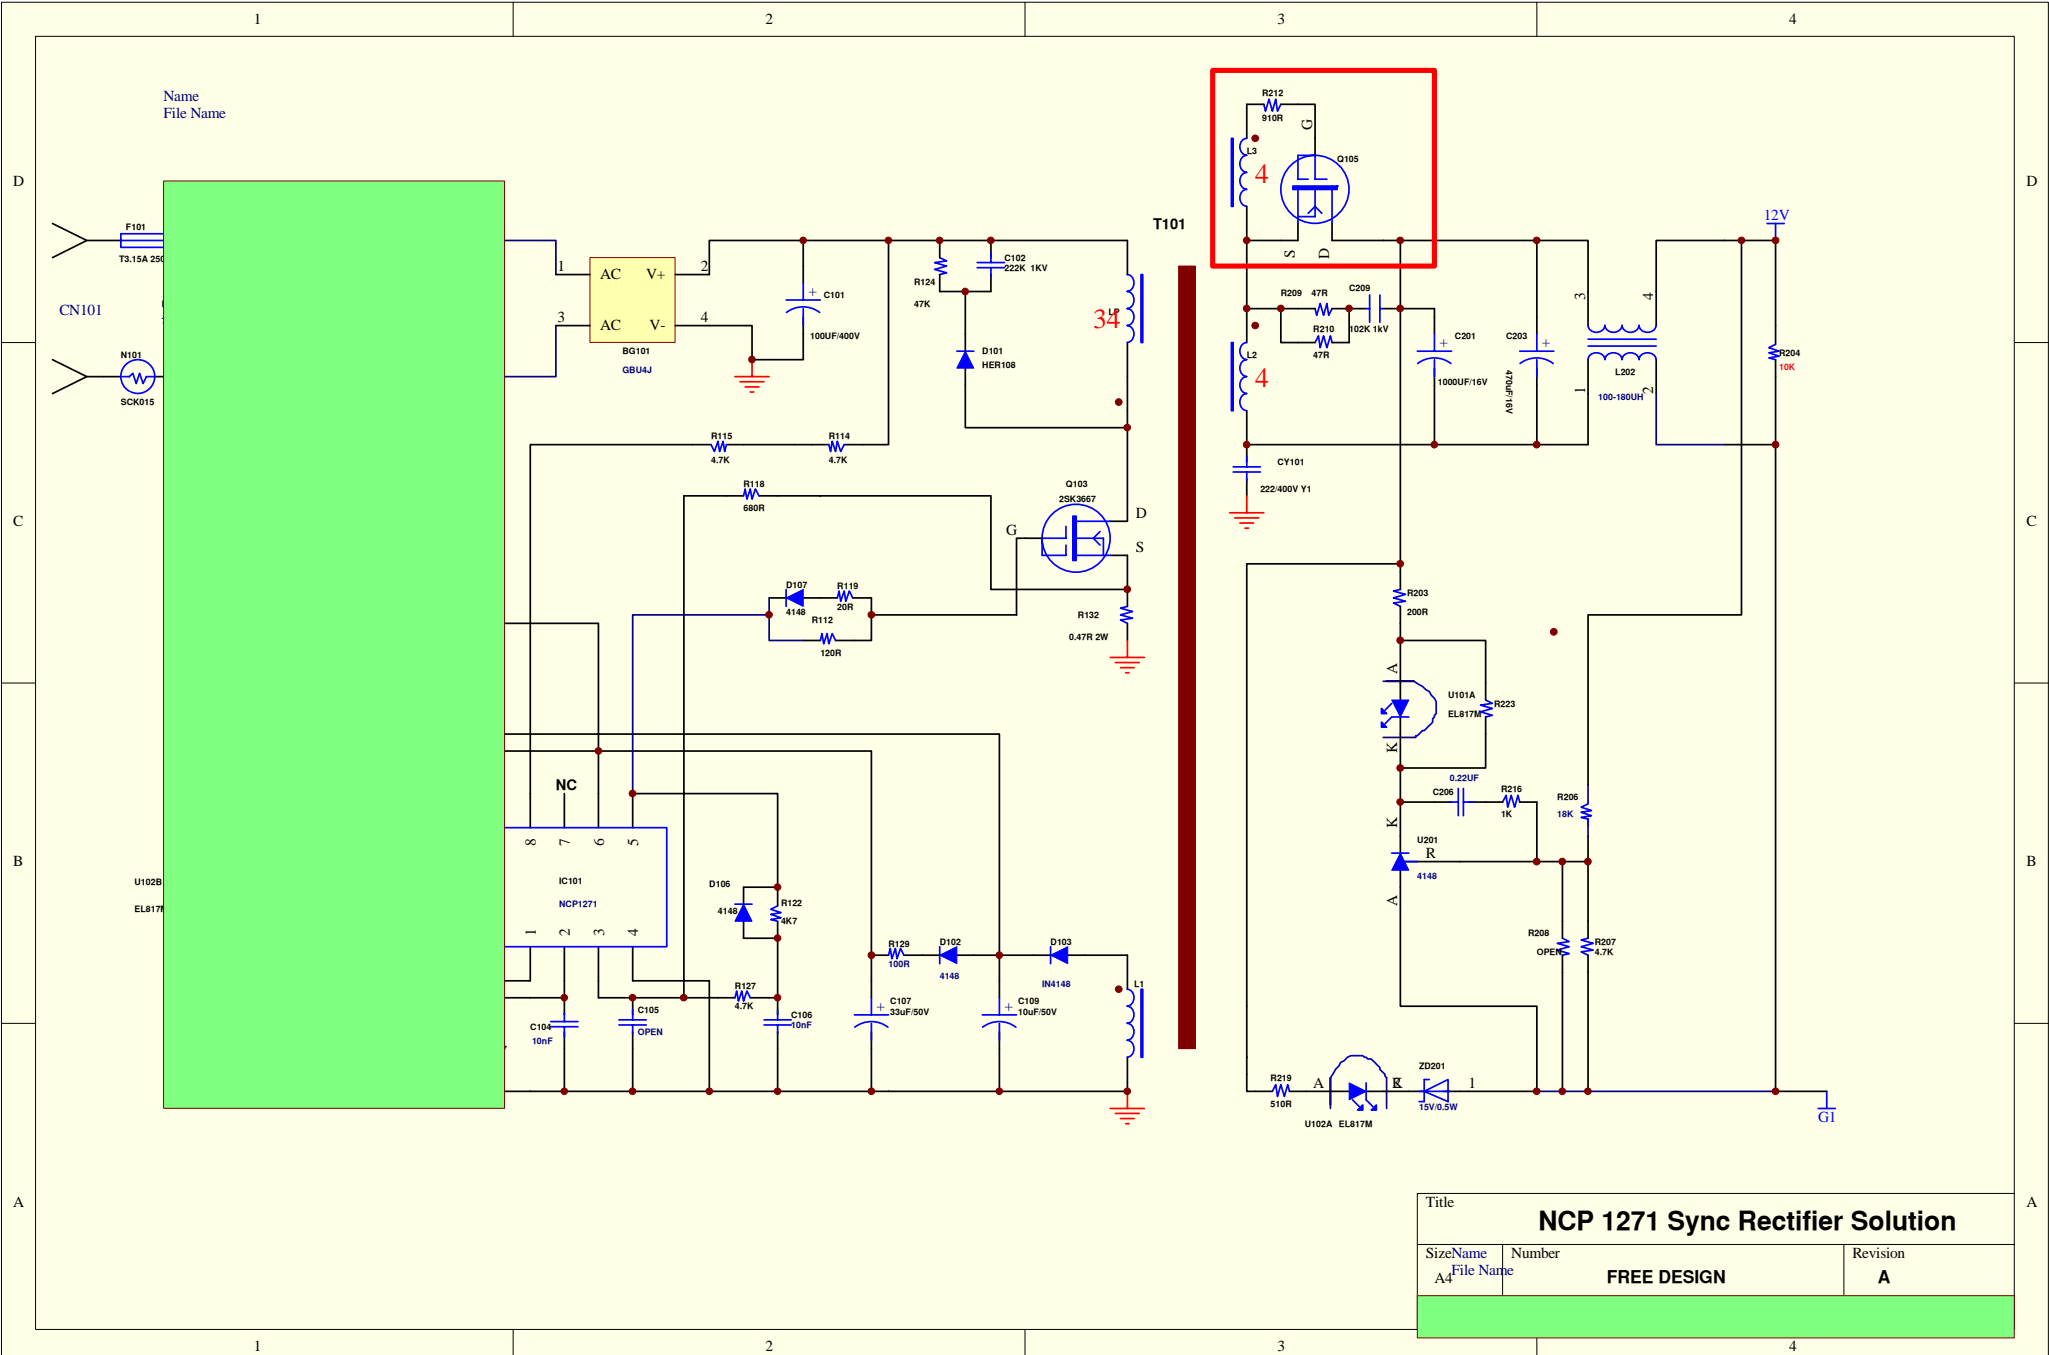 1 2 3 4
Name
File Name
D
D
F101
T3.15A 250
CN101
N101
SCK015
1 AC V+ 2
3 AC V- 4
BG101
GBU4J
+
C101
100UF/400V
R124
47K
C102
222K 1KV
D101
HER108
34
T101
R212
910R
G
L3
4
Q105
S
D
R209 47R C209
R210 102K 1kV
47R
L2
4
+
C201
1000UF/16V
C203
+
470uF/16V
3
4
1
2
L202
100-180UH
12V
R204
10K
CY101
222/400V Y1
R115
4.7K
R114
4.7K
R118
680R
Q103
2SK3667
G
D
S
C
C
D107
4148
R119
20R
R112
120R
R132
0.47R 2W
R203
200R
A
U101A
EL817M
R223
K
0.22UF
C206
R216
1K
R206
18K
K
U201
R
4148
A
R208
OPEN
R207
4.7K
NC
8 7 6 5
IC101
NCP1271
1 2 3 4
B
B
U102B
D106
4148
R122
4K7
R129
100R
D102
4148
D103
IN4148
L1
R127
4.7K
C104
10nF
C105
OPEN
C106
10nF
+
C107
33uF/50V
+
C109
10uF/50V
R219
510R
A
K
U102A EL817M
ZD201
1
15V/0.5W
G1
A
A
Title
NCP 1271 Sync Rectifier Solution
Size Name Number Revision
A4 File Name FREE DESIGN A
1 2 3 4